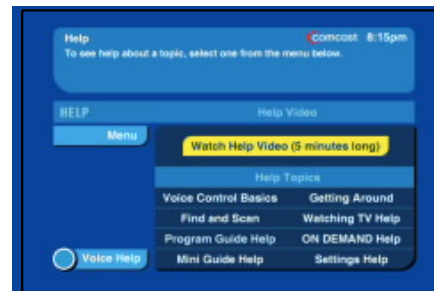 Help
comcast 8:15pm
To see help about a topic, select one from the menu below.
HELP
Help Video
Menu
Watch Help Video (5 minutes long)
Help Topics
Voice Control Basics Getting Around
Find and Scan Watching TV Help
Program Guide Help ON DEMAND Help
Mini Guide Help Settings Help
Voice Help